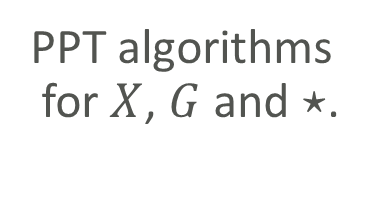 PPT algorithms
for X, G and ⋆.